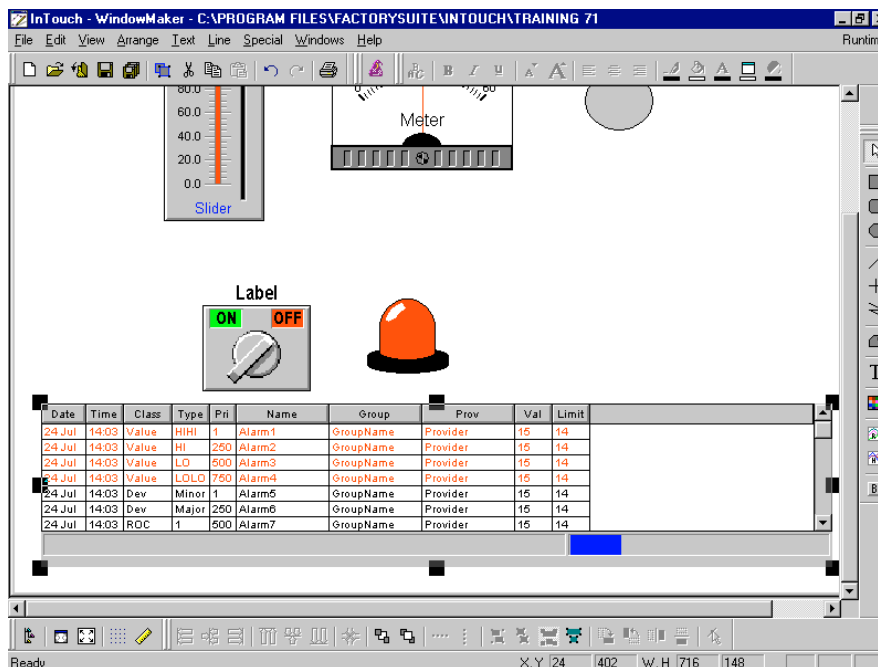 InTouch - WindowMaker - C:\PROGRAM FILES\FACTORYSUITE\INTOUCH\TRAINING 71
File Edit View Arrange Text Line Special Windows Help Runtim
ABC B I U A A A
80.0
60.0
40.0
20.0
0.0
Slider
0 80
Meter
Label
ON OFF
Date Time Class Type Pri Name Group Prov Val Limit
24 Jul 14:03 Value HIHI 1 Alarm1 GroupName Provider 15 14
24 Jul 14:03 Value HI 250 Alarm2 GroupName Provider 15 14
24 Jul 14:03 Value LO 500 Alarm3 GroupName Provider 15 14
24 Jul 14:03 Value LOLO 750 Alarm4 GroupName Provider 15 14
24 Jul 14:03 Dev Minor 1 Alarm5 GroupName Provider 15 14
24 Jul 14:03 Dev Major 250 Alarm6 GroupName Provider 15 14
24 Jul 14:03 ROC 1 500 Alarm7 GroupName Provider 15 14
T
B
Ready X, Y 24 402 W, H 716 148